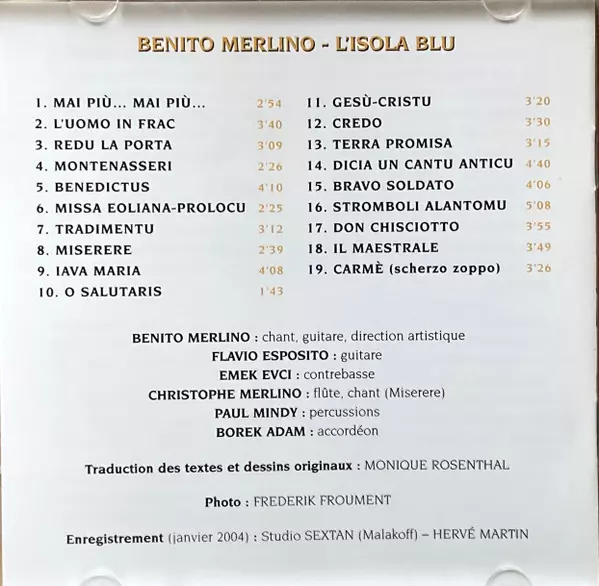 BENITO MERLINO - L'ISOLA BLU
1. MAI PIÙ... MAI PIÙ... 2'54
2. L'UOMO IN FRAC 3'40
3. REDU LA PORTA 3'09
4. MONTENASSERI 2'26
5. BENEDICTUS 4'10
6. MISSA EOLIANA-PROLOCU 2'25
7. TRADIMENTU 3'12
8. MISERERE 2'39
9. IAVA MARIA 4'08
10. O SALUTARIS 1'43
11. GESÙ-CRISTU 3'20
12. CREDO 3'30
13. TERRA PROMISA 3'15
14. DICIA UN CANTU ANTICU 4'40
15. BRAVO SOLDATO 4'06
16. STROMBOLI ALANTOMU 5'08
17. DON CHISCIOTTO 3'55
18. IL MAESTRALE 3'49
19. CARMÈ (scherzo zoppo) 3'26
BENITO MERLINO : chant, guitare, direction artistique
FLAVIO ESPOSITO : guitare
EMEK EVCI : contrebasse
CHRISTOPHE MERLINO : flûte, chant (Miserere)
PAUL MINDY : percussions
BOREK ADAM : accordéon
Traduction des textes et dessins originaux : MONIQUE ROSENTHAL
Photo : FREDERIK FROUMENT
Enregistrement (janvier 2004) : Studio SEXTAN (Malakoff) – HERVÉ MARTIN